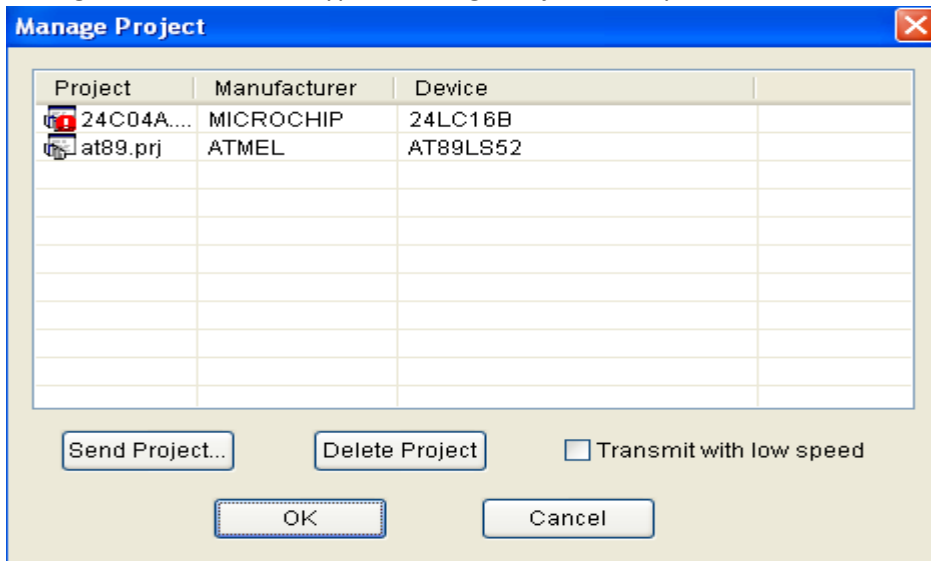 Manage Project
Project Manufacturer Device
24C04A.... MICROCHIP 24LC16B
at89.prj ATMEL AT89LS52
Send Project... Delete Project Transmit with low speed
OK Cancel